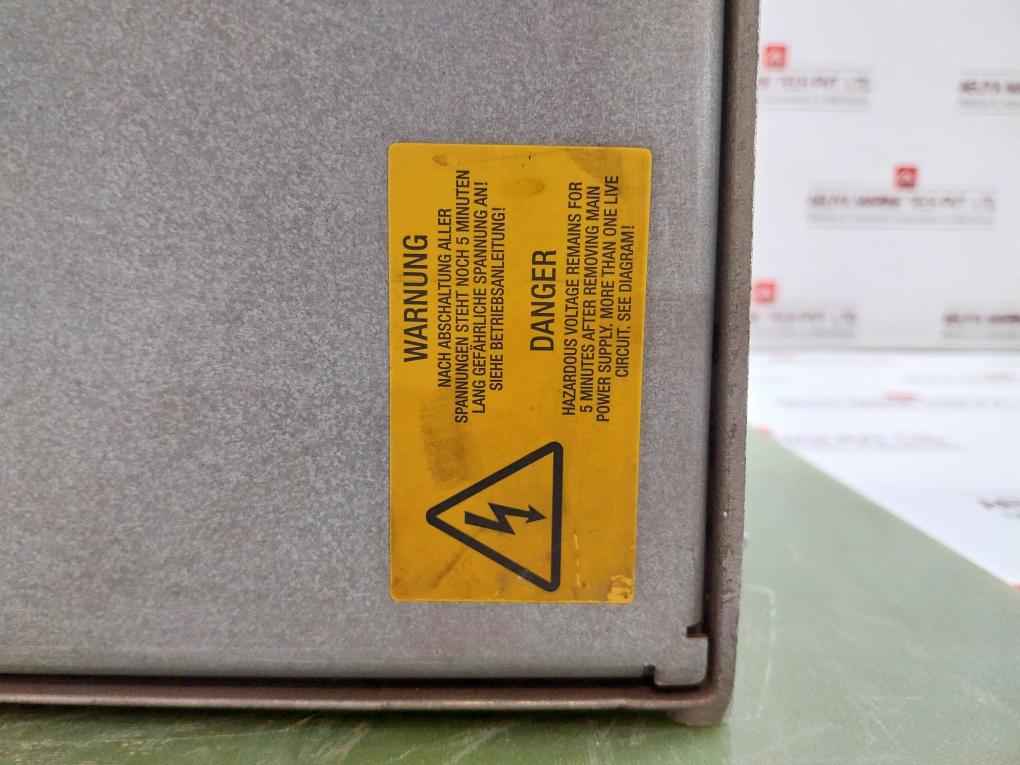 WARNUNG
NACH ABSCHALTUNG ALLER
SPANNUNGEN STEHT NOCH 5 MINUTEN
LANG GEFÄHRLICHE SPANNUNG AN!
SIEHE BETRIEBSANLEITUNG!
DANGER
HAZARDOUS VOLTAGE REMAINS FOR
5 MINUTES AFTER REMOVING MAIN
POWER SUPPLY. MORE THAN ONE LIVE
CIRCUIT. SEE DIAGRAM!